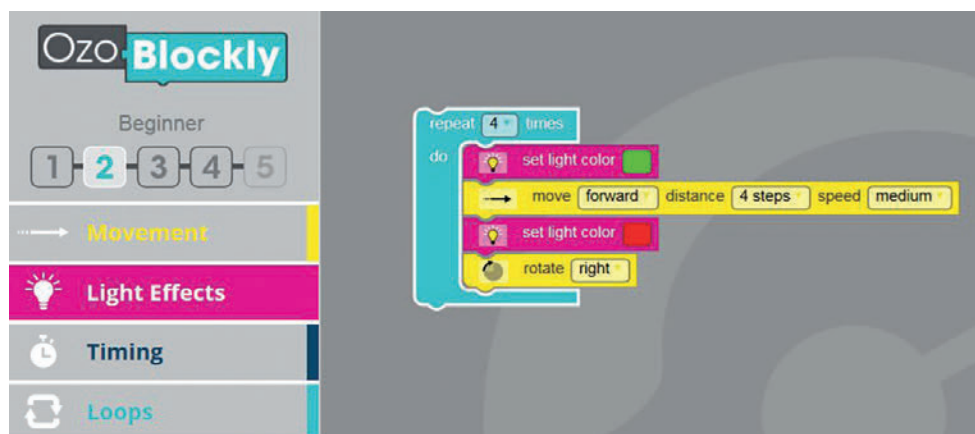 Ozo Blockly
Beginner
1 2 3 4 5
Movement
Light Effects
Timing
Loops
repeat 4 times
do
set light color
move forward distance 4 steps speed medium
set light color
rotate right